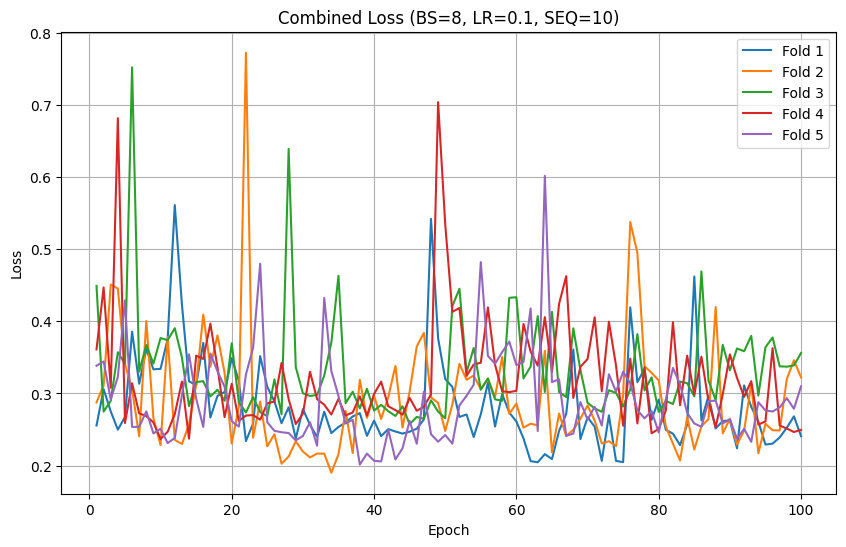 Combined Loss (BS=8, LR=0.1, SEQ=10)
Loss
0.8
0.7
0.6
0.5
0.4
0.3
0.2
0
20
40
60
80
100
Epoch
Fold 1
Fold 2
Fold 3
Fold 4
Fold 5